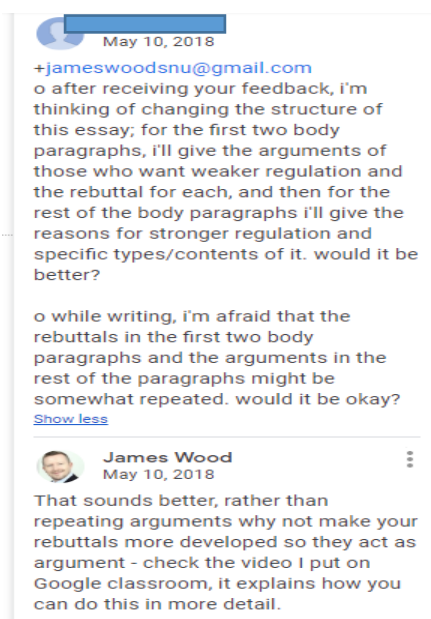 May 10, 2018
+jameswoodsnu@gmail.com
o after receiving your feedback, i'm
thinking of changing the structure of
this essay; for the first two body
paragraphs, i'll give the arguments of
those who want weaker regulation and
the rebuttal for each, and then for the
rest of the body paragraphs i'll give the
reasons for stronger regulation and
specific types/contents of it. would it be
better?
o while writing, i'm afraid that the
rebuttals in the first two body
paragraphs and the arguments in the
rest of the paragraphs might be
somewhat repeated. would it be okay?
Show less
James Wood
May 10, 2018
That sounds better, rather than
repeating arguments why not make your
rebuttals more developed so they act as
argument - check the video I put on
Google classroom, it explains how you
can do this in more detail.